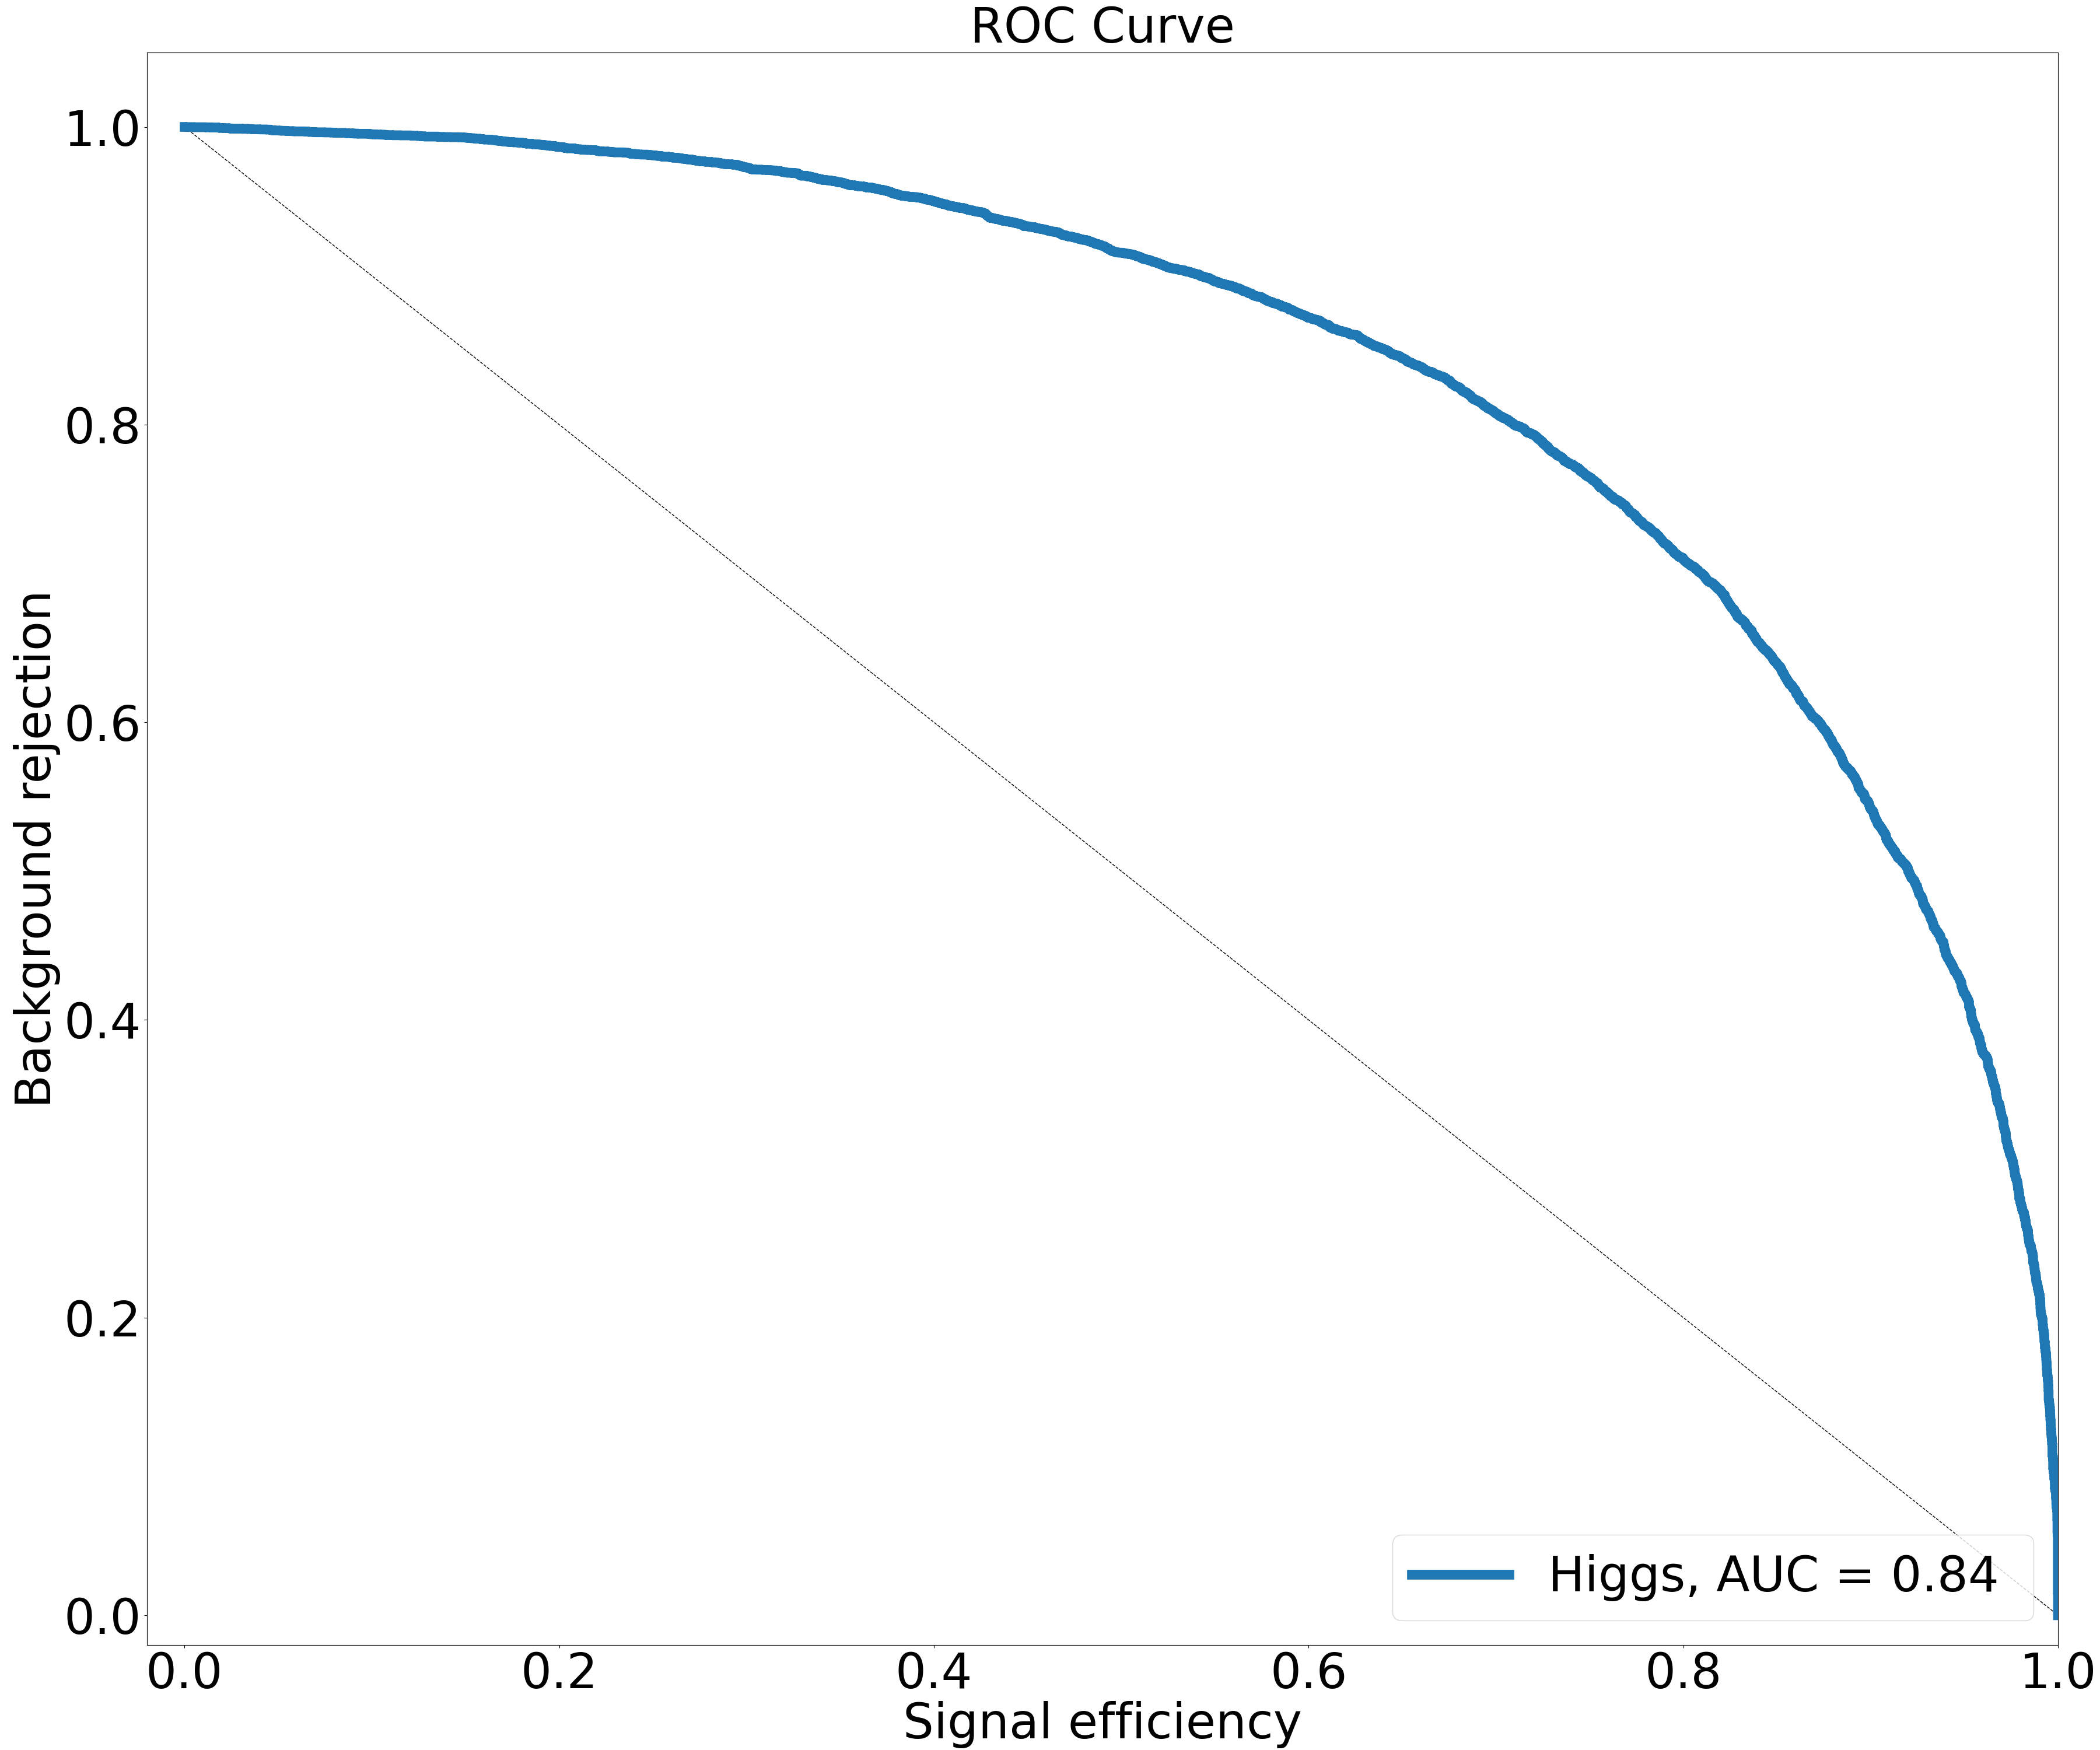 ROC Curve
1.0
0.8
0.6
0.4
0.2
0.0
Background rejection
Higgs, AUC = 0.84
0.0 0.2 0.4 0.6 0.8 1.0
Signal efficiency